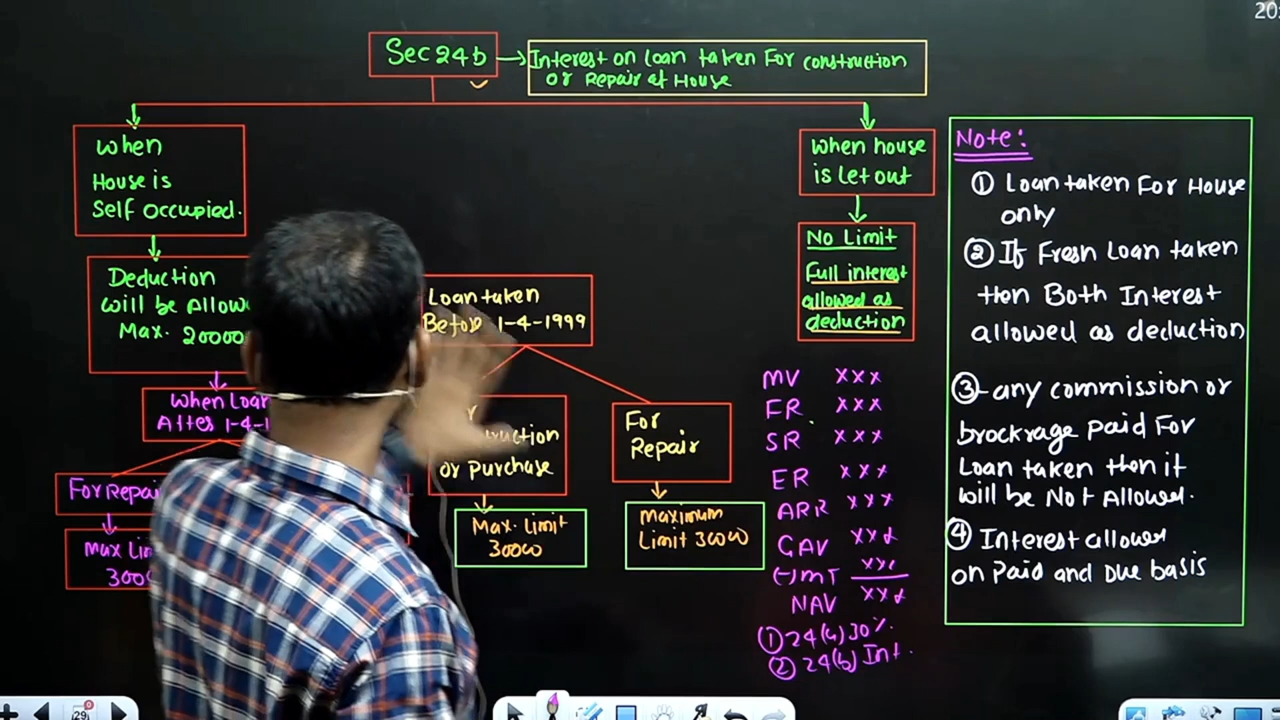 20
Sec 24b
Interest on Loan taken For construction
or Repair of House
When
House is
Self Occupied.
Deduction
Will be
Max. 20000
When Loan
After 1-4-1
For Repair
Max
300
Loan taken
Before 1-4-1999
or purchase
Max. Limit
30000
For
Repair
Maximum
Limit 30000
When house
is Let out
No Limit
Full interest
allowed as
deduction
MV XXX
FR XXX
SR XXX
ER XXX
ARR XXX
GAV XXX
(-) MT XXX
NAV XXX
① 24(a) 30%
② 24(b) Int.
Note:
① Loan taken For House
only
② If Fresh Loan taken
then Both Interest
allowed as deduction
③ - any commission or
brockrage paid For
Loan taken then it
will be Not Allowed.
④ Interest allowed
on Paid and Due basis
29